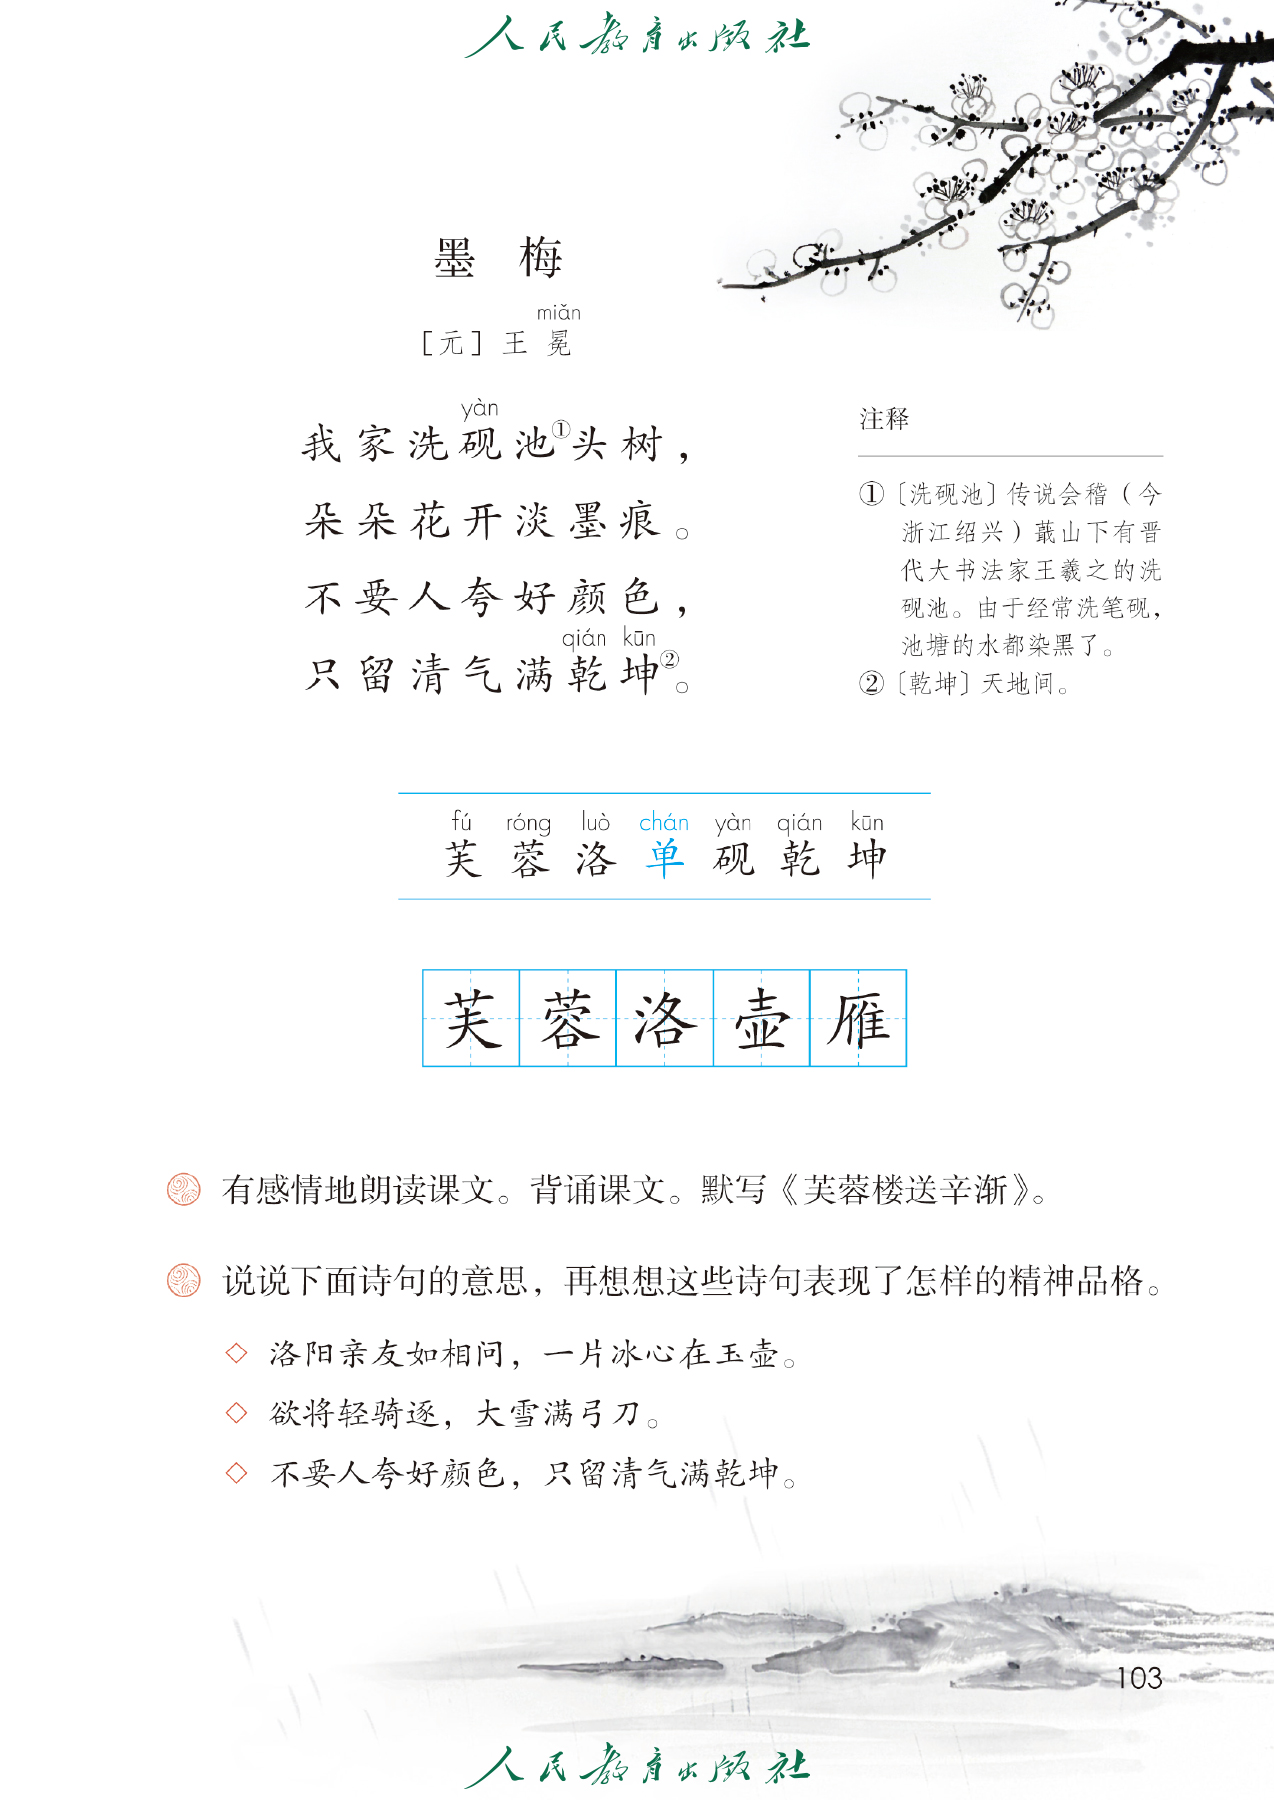 人民教育出版社
墨 梅
miǎn
［元］王 冕
yàn
我家洗砚池①头树，
朵朵花开淡墨痕。
不要人夸好颜色，
qián kūn
只留清气满乾坤②。
注释
①〔洗砚池〕传说会稽（今
浙江绍兴）蕺山下有晋
代大书法家王羲之的洗
砚池。由于经常洗笔砚，
池塘的水都染黑了。
②〔乾坤〕天地间。
fú róng luò chán yàn qián kūn
芙 蓉 洛 单 砚 乾 坤
芙 蓉 洛 壶 雁
有感情地朗读课文。背诵课文。默写《芙蓉楼送辛渐》。
说说下面诗句的意思，再想想这些诗句表现了怎样的精神品格。
◇ 洛阳亲友如相问，一片冰心在玉壶。
◇ 欲将轻骑逐，大雪满弓刀。
◇ 不要人夸好颜色，只留清气满乾坤。
103
人民教育出版社